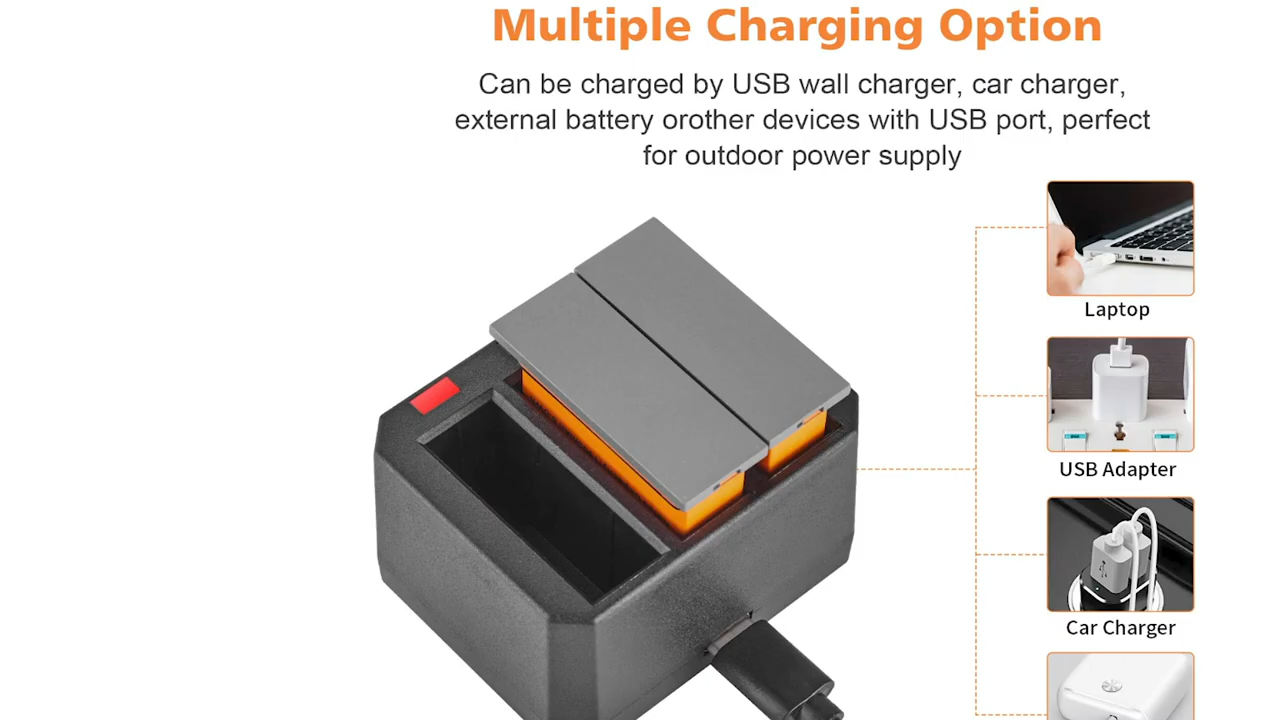 Multiple Charging Option
Can be charged by USB wall charger, car charger,
external battery orother devices with USB port, perfect
for outdoor power supply
Laptop
USB Adapter
Car Charger